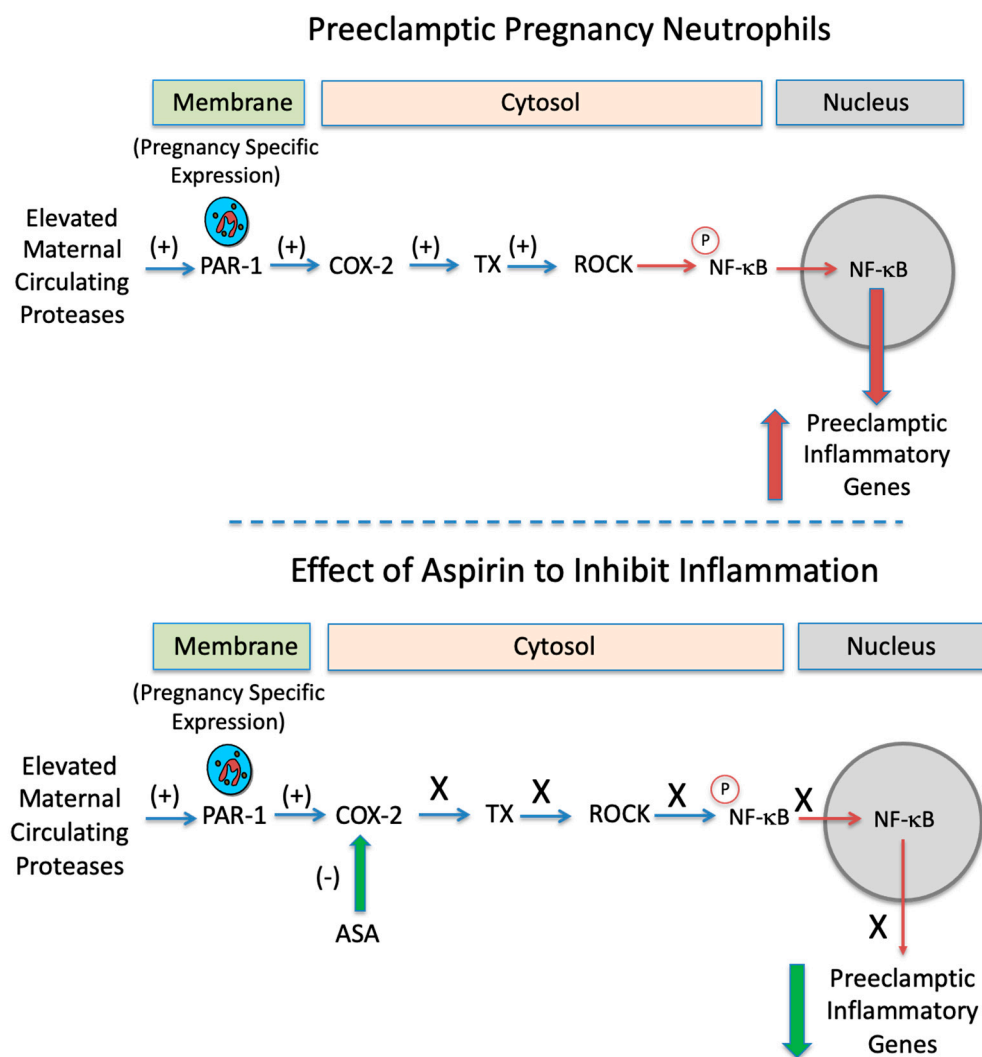 Preeclamptic Pregnancy Neutrophils
Membrane
Cytosol
Nucleus
(Pregnancy Specific
Expression)
Elevated
Maternal
Circulating
Proteases
(+)
PAR-1
(+)
COX-2
(+)
TX
(+)
ROCK
P
NF-κB
NF-κB
Preeclamptic
Inflammatory
Genes
Effect of Aspirin to Inhibit Inflammation
Membrane
Cytosol
Nucleus
(Pregnancy Specific
Expression)
Elevated
Maternal
Circulating
Proteases
(+)
PAR-1
(+)
COX-2
X
TX
X
ROCK
X
P
NF-κB
X
NF-κB
(-)
ASA
X
Preeclamptic
Inflammatory
Genes